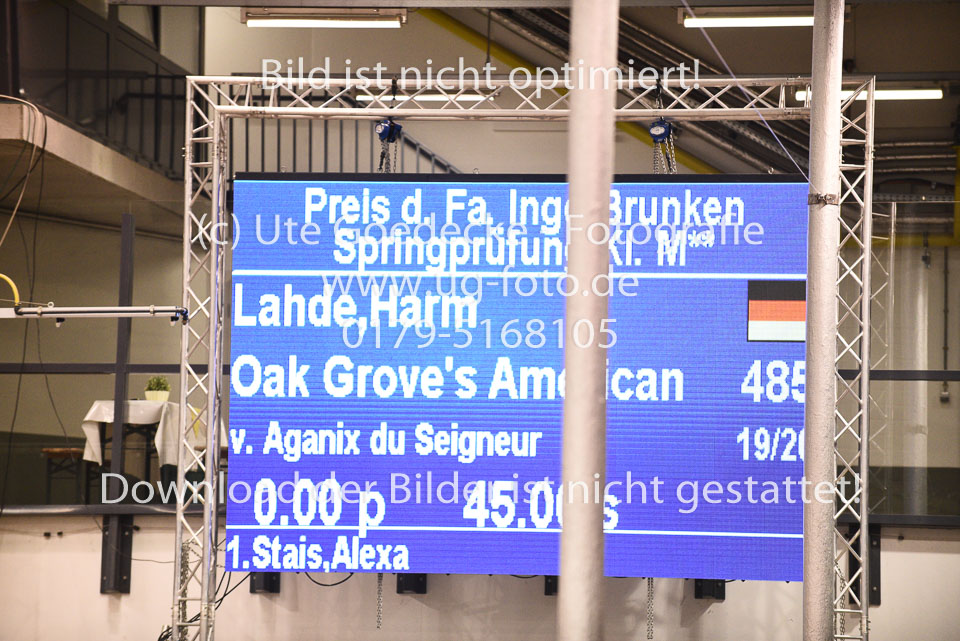 Bild ist nicht optimiert!
Preis d. Fa. Inge Brunken
(c) Ute Goedecke Fotografie
Springprüfung Kl. M**
www.ug-foto.de
Lahde,Harm
0179-5168105
Oak Grove's American 485
v. Aganix du Seigneur 19/20
Download der Bilder ist nicht gestattet!
0.00 p 45.00s
1.Stais,Alexa